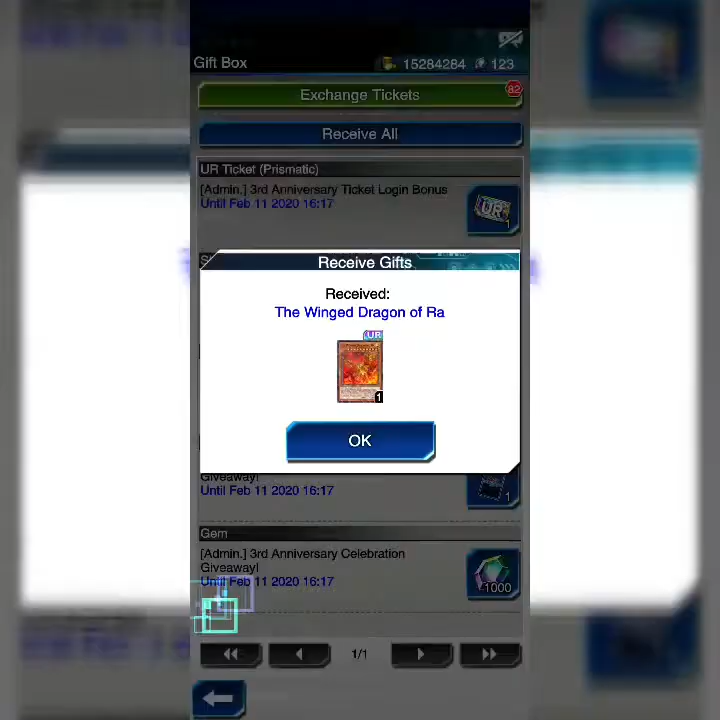 Gift Box
15284284
123
Exchange Tickets
82
Receive All
UR Ticket (Prismatic)
[Admin.] 3rd Anniversary Ticket Login Bonus
Until Feb 11 2020 16:17
UR
1
Receive Gifts
Received:
The Winged Dragon of Ra
UR
1
OK
Giveaway!
Until Feb 11 2020 16:17
1
Gem
[Admin.] 3rd Anniversary Celebration
Giveaway!
Until Feb 11 2020 16:17
1000
1/1